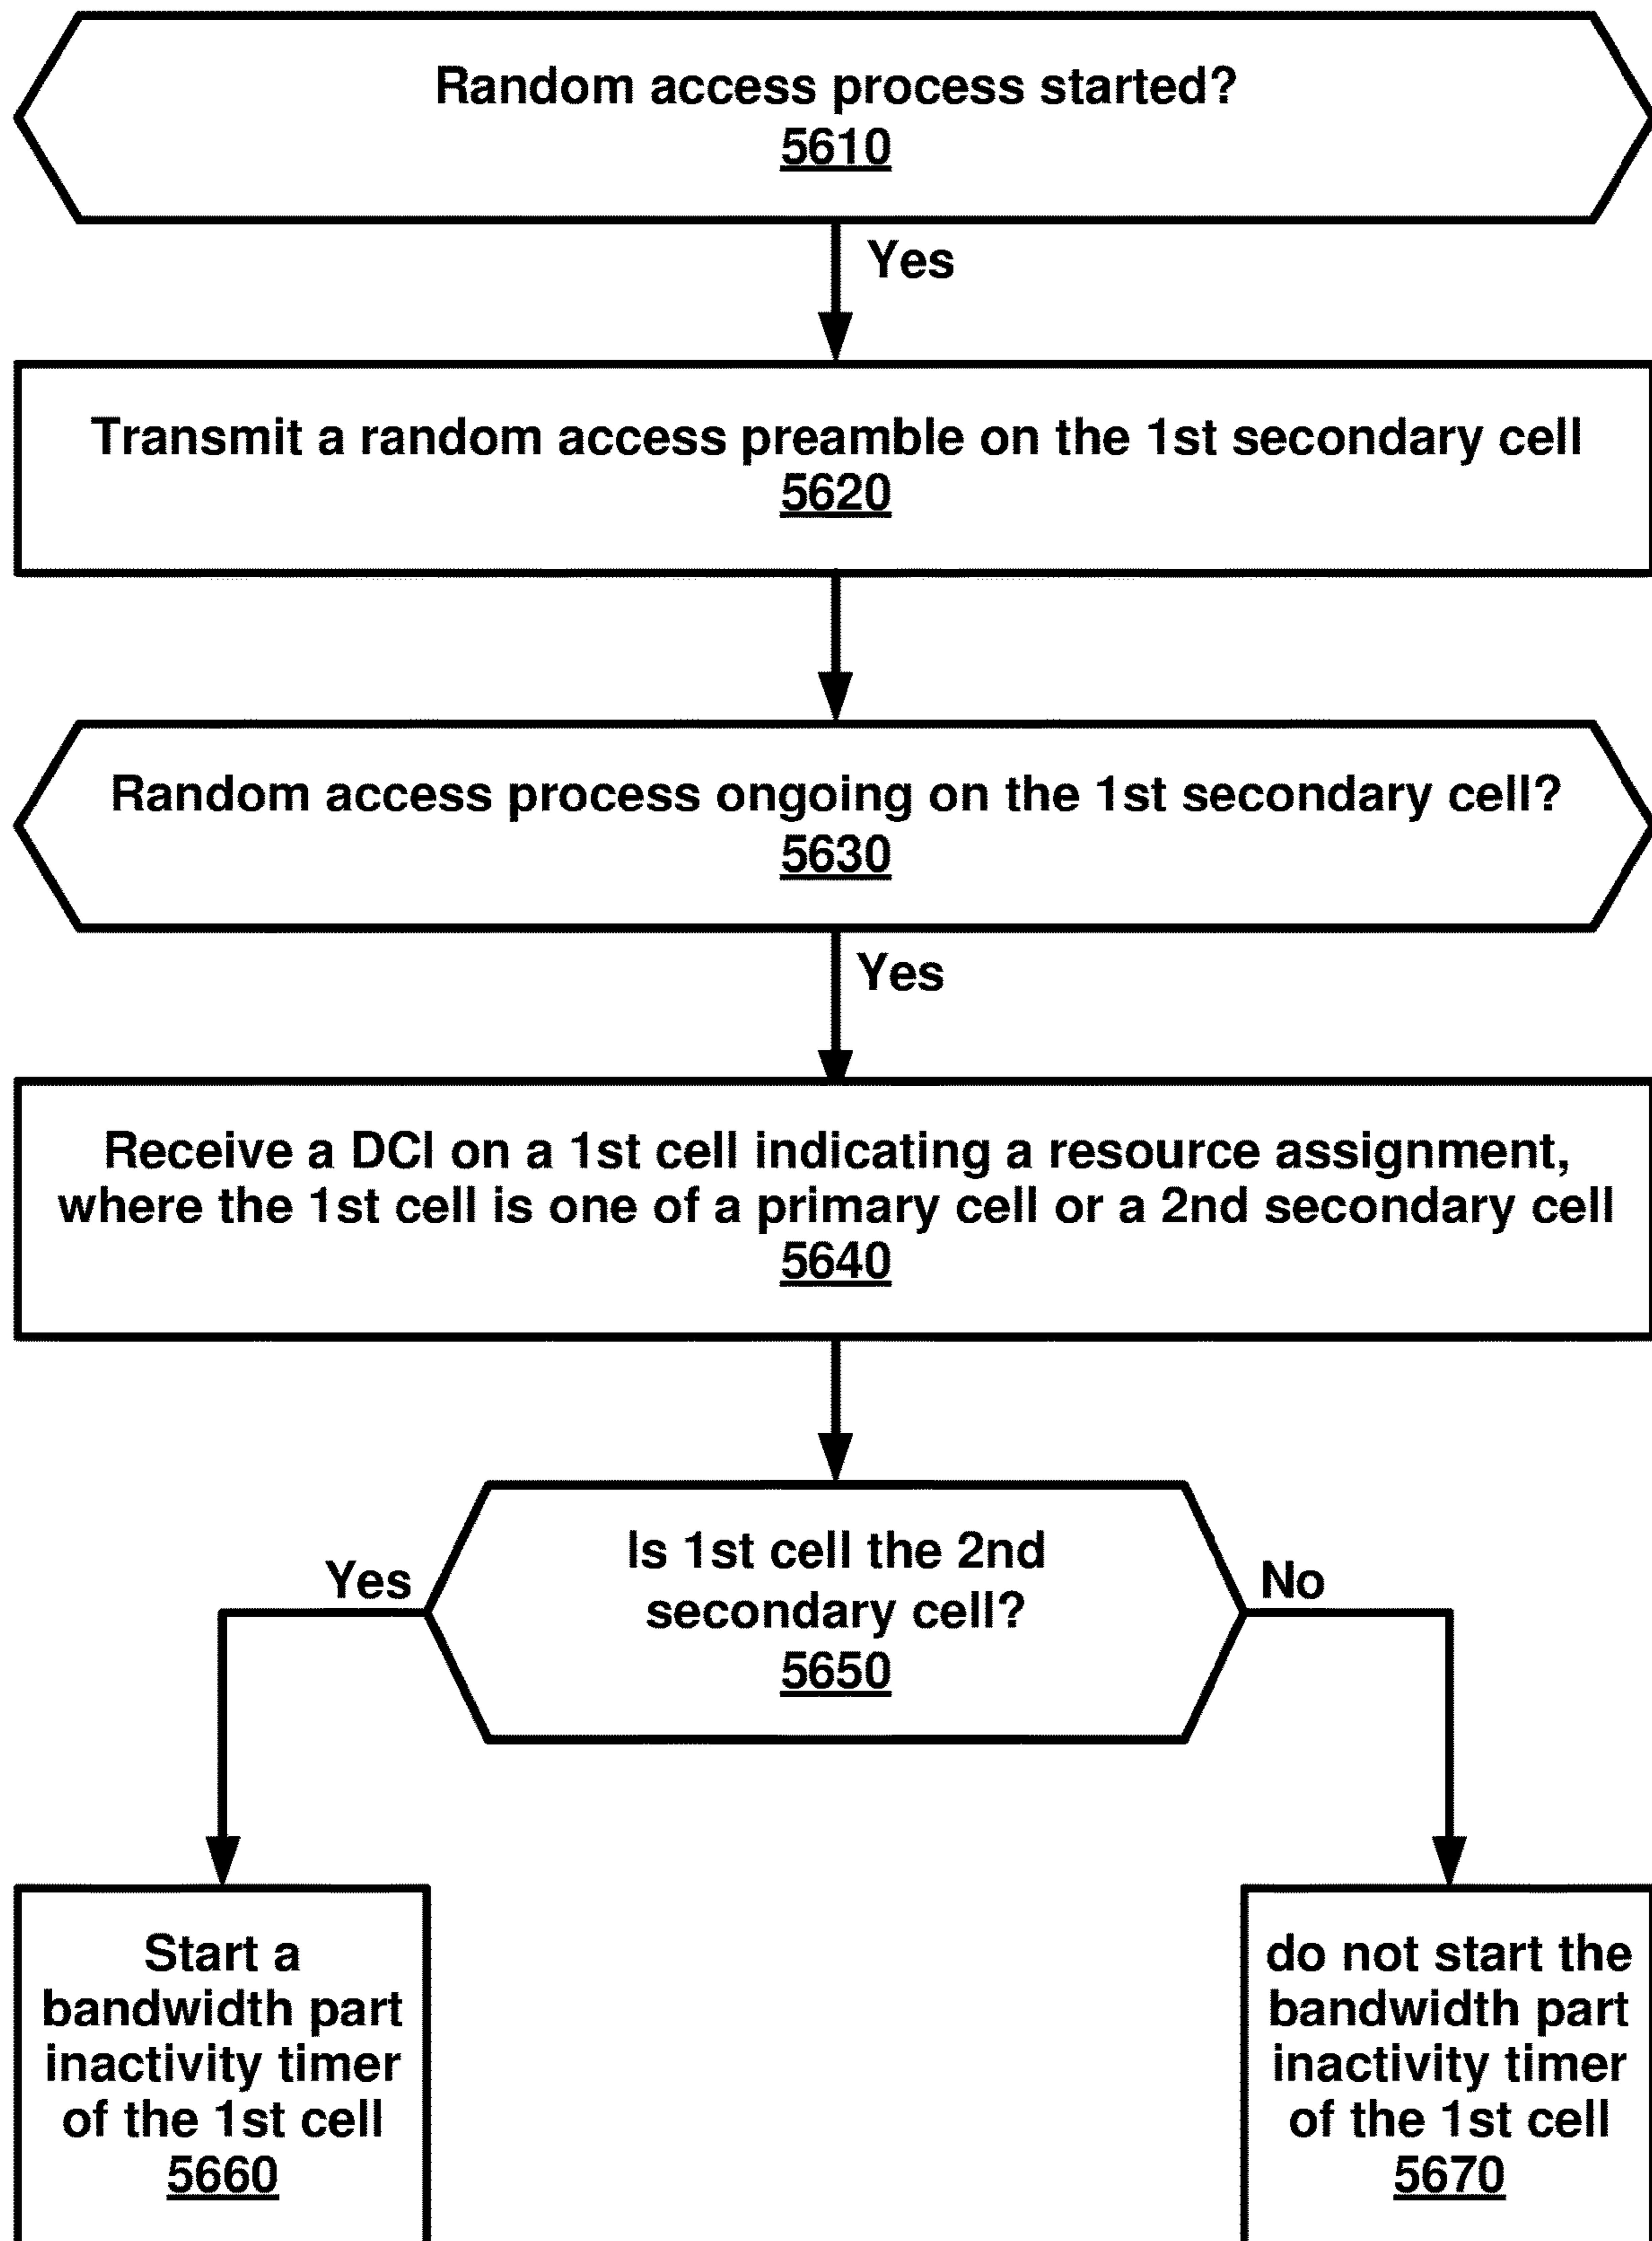 Random access process started?
5610
Yes
Transmit a random access preamble on the 1st secondary cell
5620
Random access process ongoing on the 1st secondary cell?
5630
Yes
Receive a DCI on a 1st cell indicating a resource assignment,
where the 1st cell is one of a primary cell or a 2nd secondary cell
5640
Is 1st cell the 2nd
secondary cell?
5650
Yes
No
Start a
bandwidth part
inactivity timer
of the 1st cell
5660
do not start the
bandwidth part
inactivity timer
of the 1st cell
5670